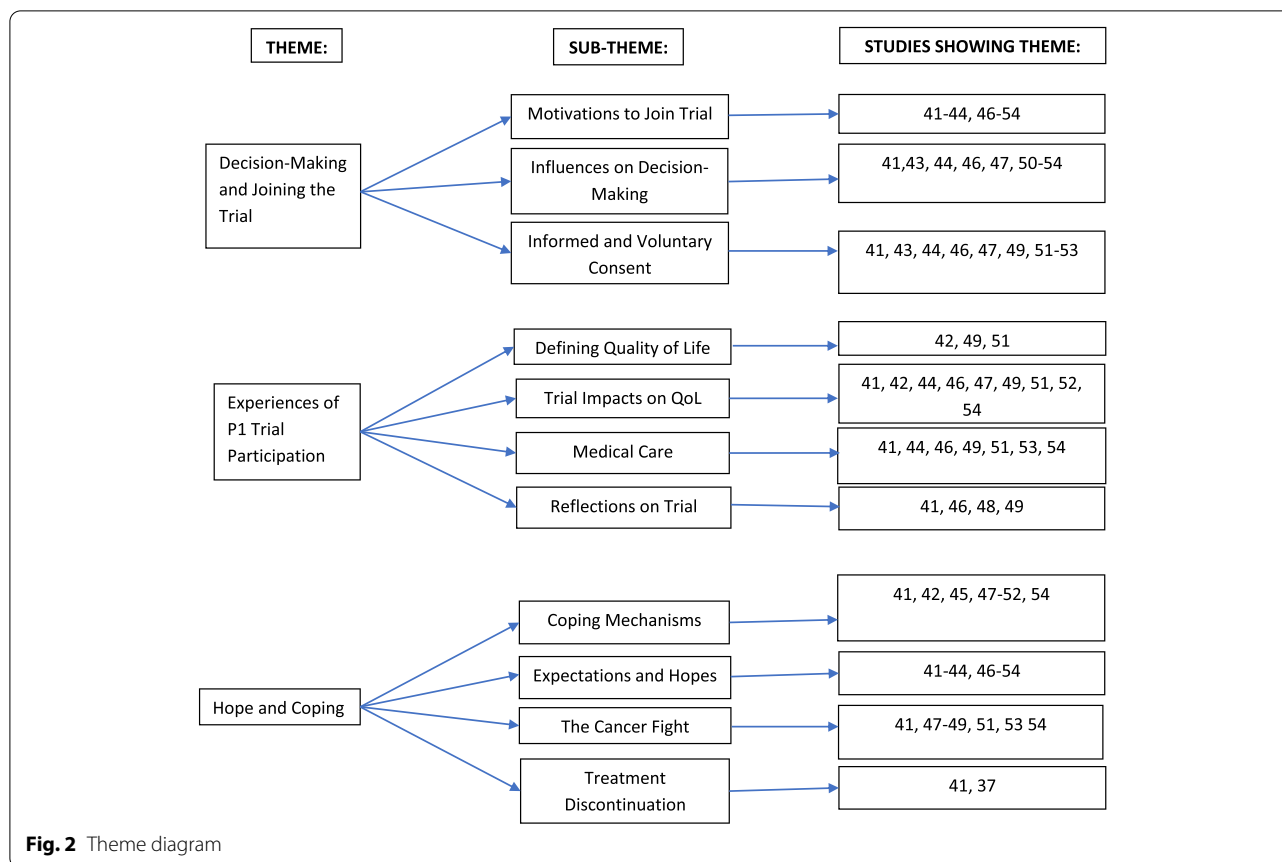 THEME: SUB-THEME: STUDIES SHOWING THEME:
Decision-Making
and Joining the
Trial
Motivations to Join Trial
41-44, 46-54
Influences on Decision-
Making
41,43, 44, 46, 47, 50-54
Informed and Voluntary
Consent
41, 43, 44, 46, 47, 49, 51-53
Experiences of
P1 Trial
Participation
Defining Quality of Life
42, 49, 51
Trial Impacts on QoL
41, 42, 44, 46, 47, 49, 51, 52,
54
Medical Care
41, 44, 46, 49, 51, 53, 54
Reflections on Trial
41, 46, 48, 49
Hope and Coping
Coping Mechanisms
41, 42, 45, 47-52, 54
Expectations and Hopes
41-44, 46-54
The Cancer Fight
41, 47-49, 51, 53 54
Treatment
Discontinuation
41, 37
Fig. 2 Theme diagram